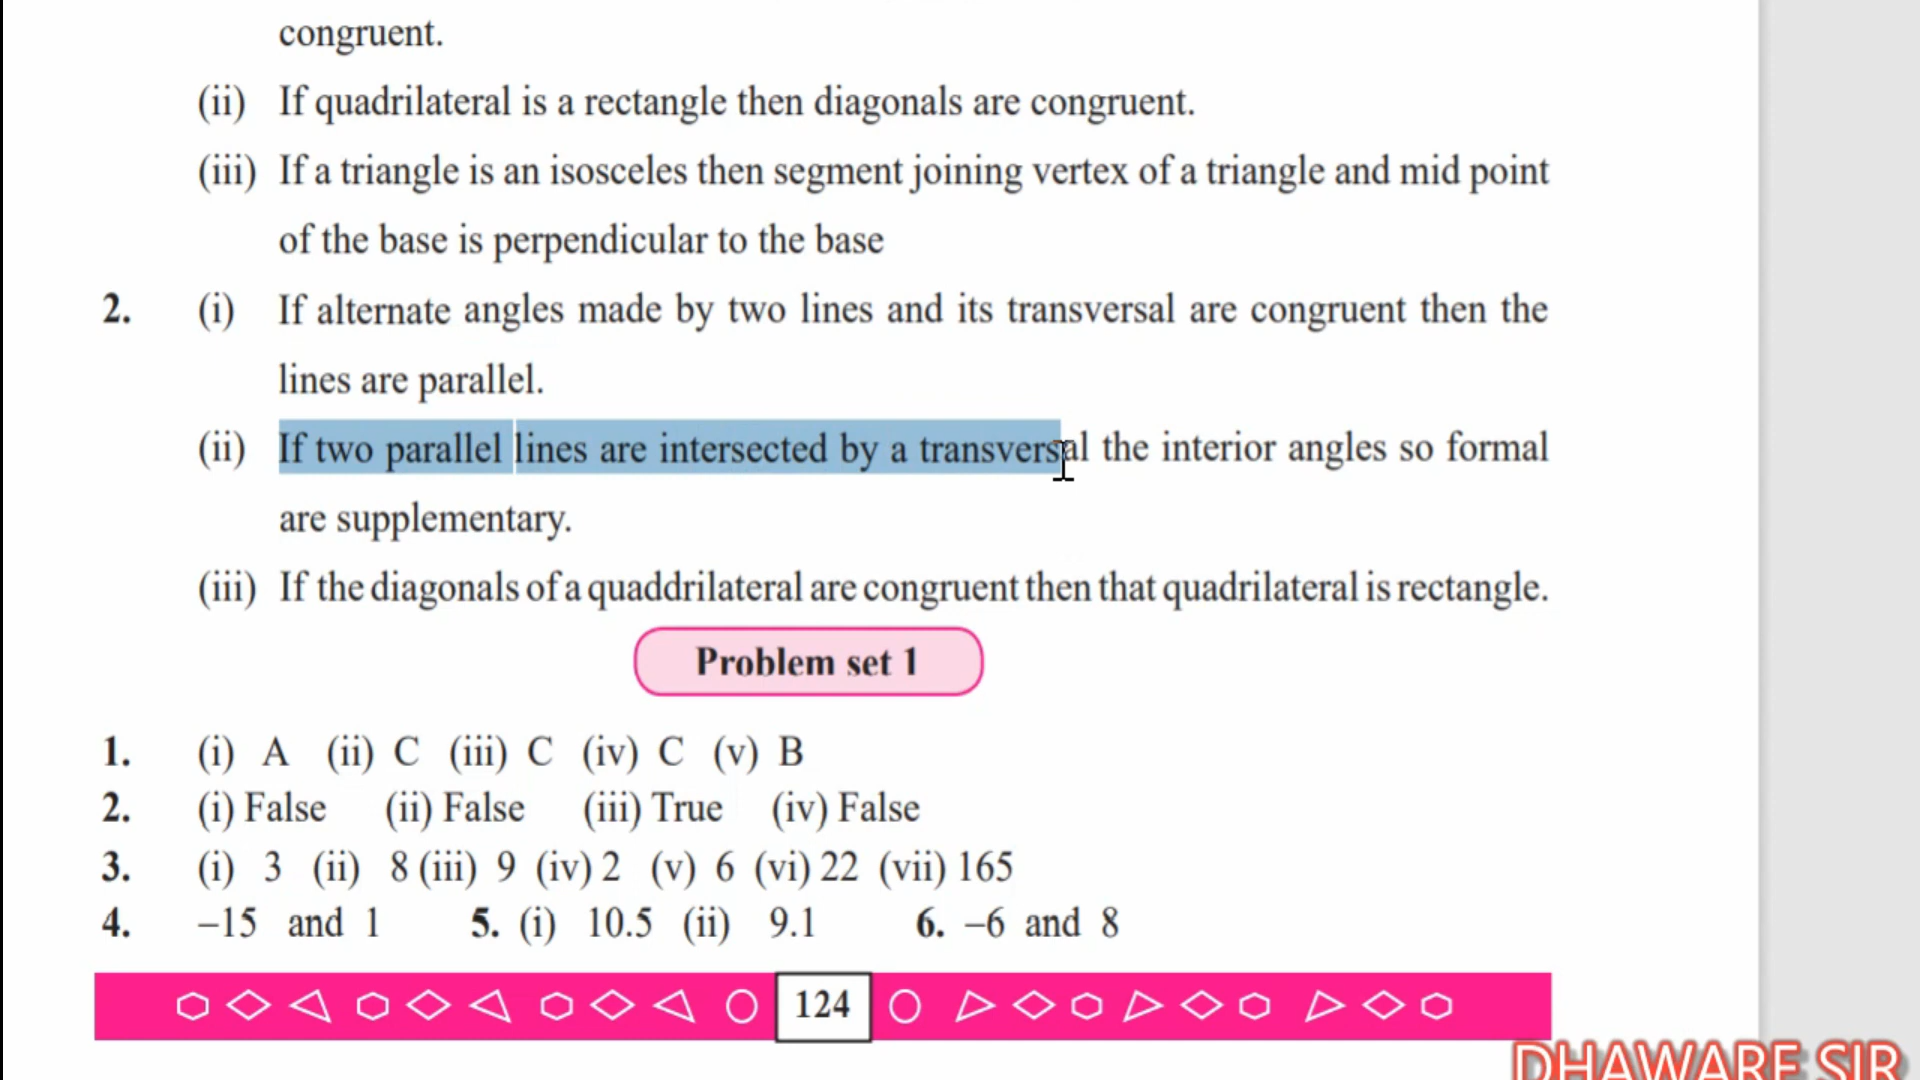 congruent.
(ii) If quadrilateral is a rectangle then diagonals are congruent.
(iii) If a triangle is an isosceles then segment joining vertex of a triangle and mid point
of the base is perpendicular to the base
2. (i) If alternate angles made by two lines and its transversal are congruent then the
lines are parallel.
(ii) If two parallel lines are intersected by a transversal the interior angles so formal
are supplementary.
(iii) If the diagonals of a quaddrilateral are congruent then that quadrilateral is rectangle.
Problem set 1
1. (i) A (ii) C (iii) C (iv) C (v) B
2. (i) False (ii) False (iii) True (iv) False
3. (i) 3 (ii) 8 (iii) 9 (iv) 2 (v) 6 (vi) 22 (vii) 165
4. –15 and 1 5. (i) 10.5 (ii) 9.1 6. –6 and 8
124
DHAWARE SIR